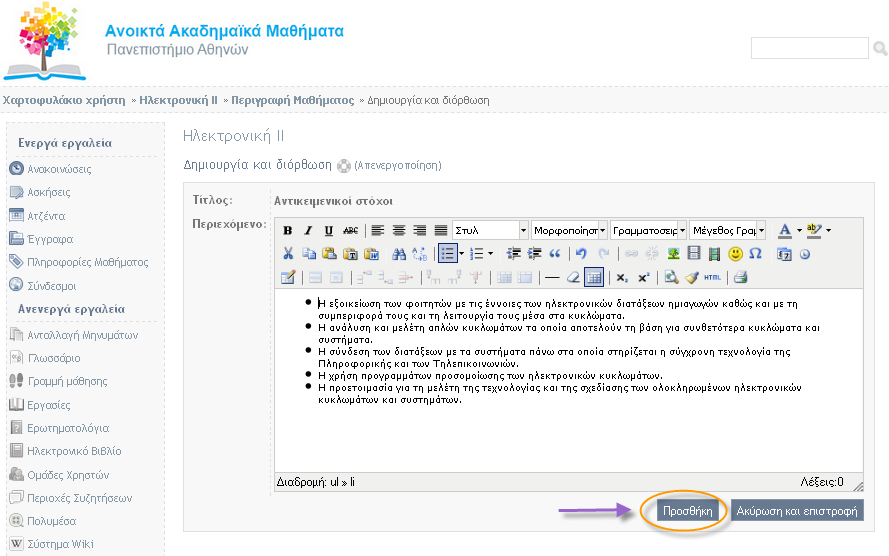 Ανοικτά Ακαδημαϊκά Μαθήματα
Πανεπιστήμιο Αθηνών
Χαρτοφυλάκιο χρήστη » Ηλεκτρονική ΙΙ » Περιγραφή Μαθήματος » Δημιουργία και διόρθωση
Ενεργά εργαλεία
Ανακοινώσεις
Ασκήσεις
Ατζέντα
Έγγραφα
Πληροφορίες Μαθήματος
Σύνδεσμοι
Ανενεργά εργαλεία
Ανταλλαγή Μηνυμάτων
Γλωσσάριο
Γραμμή μάθησης
Εργασίες
Ερωτηματολόγια
Ηλεκτρονικό Βιβλίο
Ομάδες Χρηστών
Περιοχές Συζητήσεων
Πολυμέσα
Σύστημα Wiki
Ηλεκτρονική ΙΙ
Δημιουργία και διόρθωση (Απενεργοποίηση)
Τίτλος: Αντικειμενικοί στόχοι
Περιεχόμενο:
B I U ABC Στυλ Μορφοποίησ Γραμματοσειρ Μέγεθος Γραμ A ab
HTML
• Η εξοικείωση των φοιτητών με τις έννοιες των ηλεκτρονικών διατάξεων ημιαγωγών καθώς και με τη
συμπεριφορά τους και τη λειτουργία τους μέσα στα κυκλώματα.
• Η ανάλυση και μελέτη απλών κυκλωμάτων τα οποία αποτελούν τη βάση για συνθετότερα κυκλώματα και
συστήματα.
• Η σύνδεση των διατάξεων με τα συστήματα πάνω στα οποία στηρίζεται η σύγχρονη τεχνολογία της
Πληροφορικής και των Τηλεπικοινωνιών.
• Η χρήση προγραμμάτων προσομοίωσης των ηλεκτρονικών κυκλωμάτων.
• Η προετοιμασία για τη μελέτη της τεχνολογίας και της σχεδίασης των ολοκληρωμένων ηλεκτρονικών
κυκλωμάτων και συστημάτων.
Διαδρομή: ul » li Λέξεις:0
Προσθήκη Ακύρωση και επιστροφή